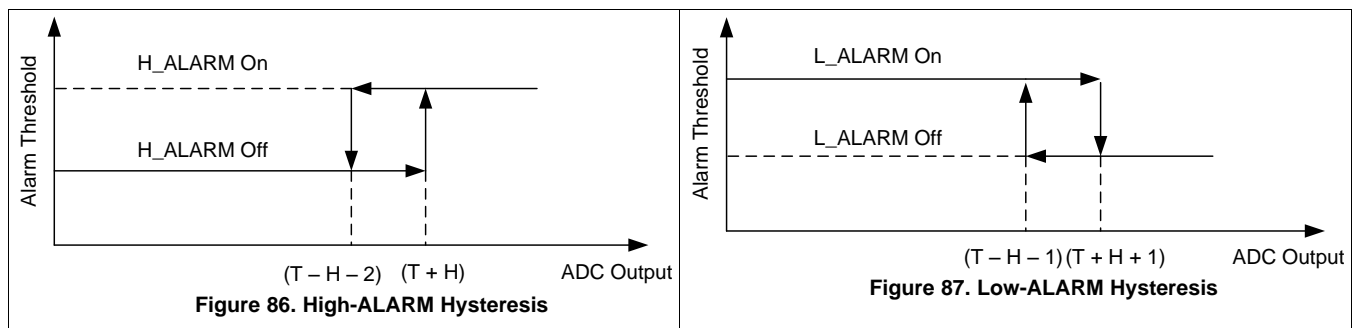 Alarm Threshold
H_ALARM On
H_ALARM Off
(T – H – 2)
(T + H)
ADC Output
Figure 86. High-ALARM Hysteresis
Alarm Threshold
L_ALARM On
L_ALARM Off
(T – H – 1)
(T + H + 1)
ADC Output
Figure 87. Low-ALARM Hysteresis